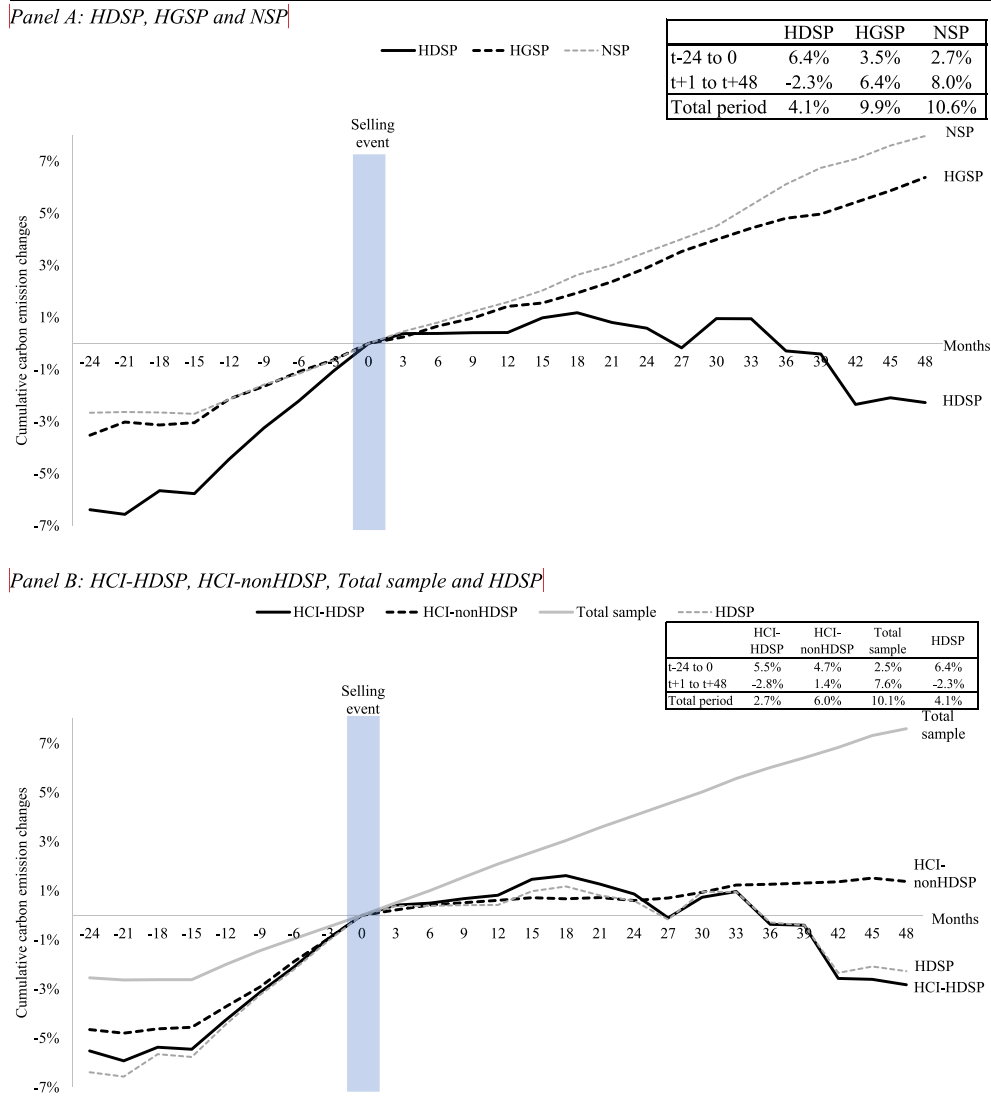 Panel A: HDSP, HGSP and NSP
HDSP HGSP NSP
HDSP HGSP NSP
t-24 to 0 6.4% 3.5% 2.7%
t+1 to t+48 -2.3% 6.4% 8.0%
Total period 4.1% 9.9% 10.6%
Selling
event
NSP
7%
HGSP
5%
3%
1%
Cumulative carbon emission changes
-24 -21 -18 -15 -12 -9 -6 -3 0 3 6 9 12 15 18 21 24 27 30 33 36 39 42 45 48
Months
-1%
HDSP
-3%
-5%
-7%
Panel B: HCI-HDSP, HCI-nonHDSP, Total sample and HDSP
HCI-HDSP HCI-nonHDSP Total sample HDSP
HCI- HCI- Total HDSP
HDSP nonHDSP sample
t-24 to 0 5.5% 4.7% 2.5% 6.4%
t+1 to t+48 -2.8% 1.4% 7.6% -2.3%
Total period 2.7% 6.0% 10.1% 4.1%
Selling
event
Total
sample
7%
5%
3%
1%
HCI-
nonHDSP
Cumulative carbon emission changes
-24 -21 -18 -15 -12 -9 -6 -3 0 3 6 9 12 15 18 21 24 27 30 33 36 39 42 45 48
Months
-1%
HDSP
-3%
HCI-HDSP
-5%
-7%